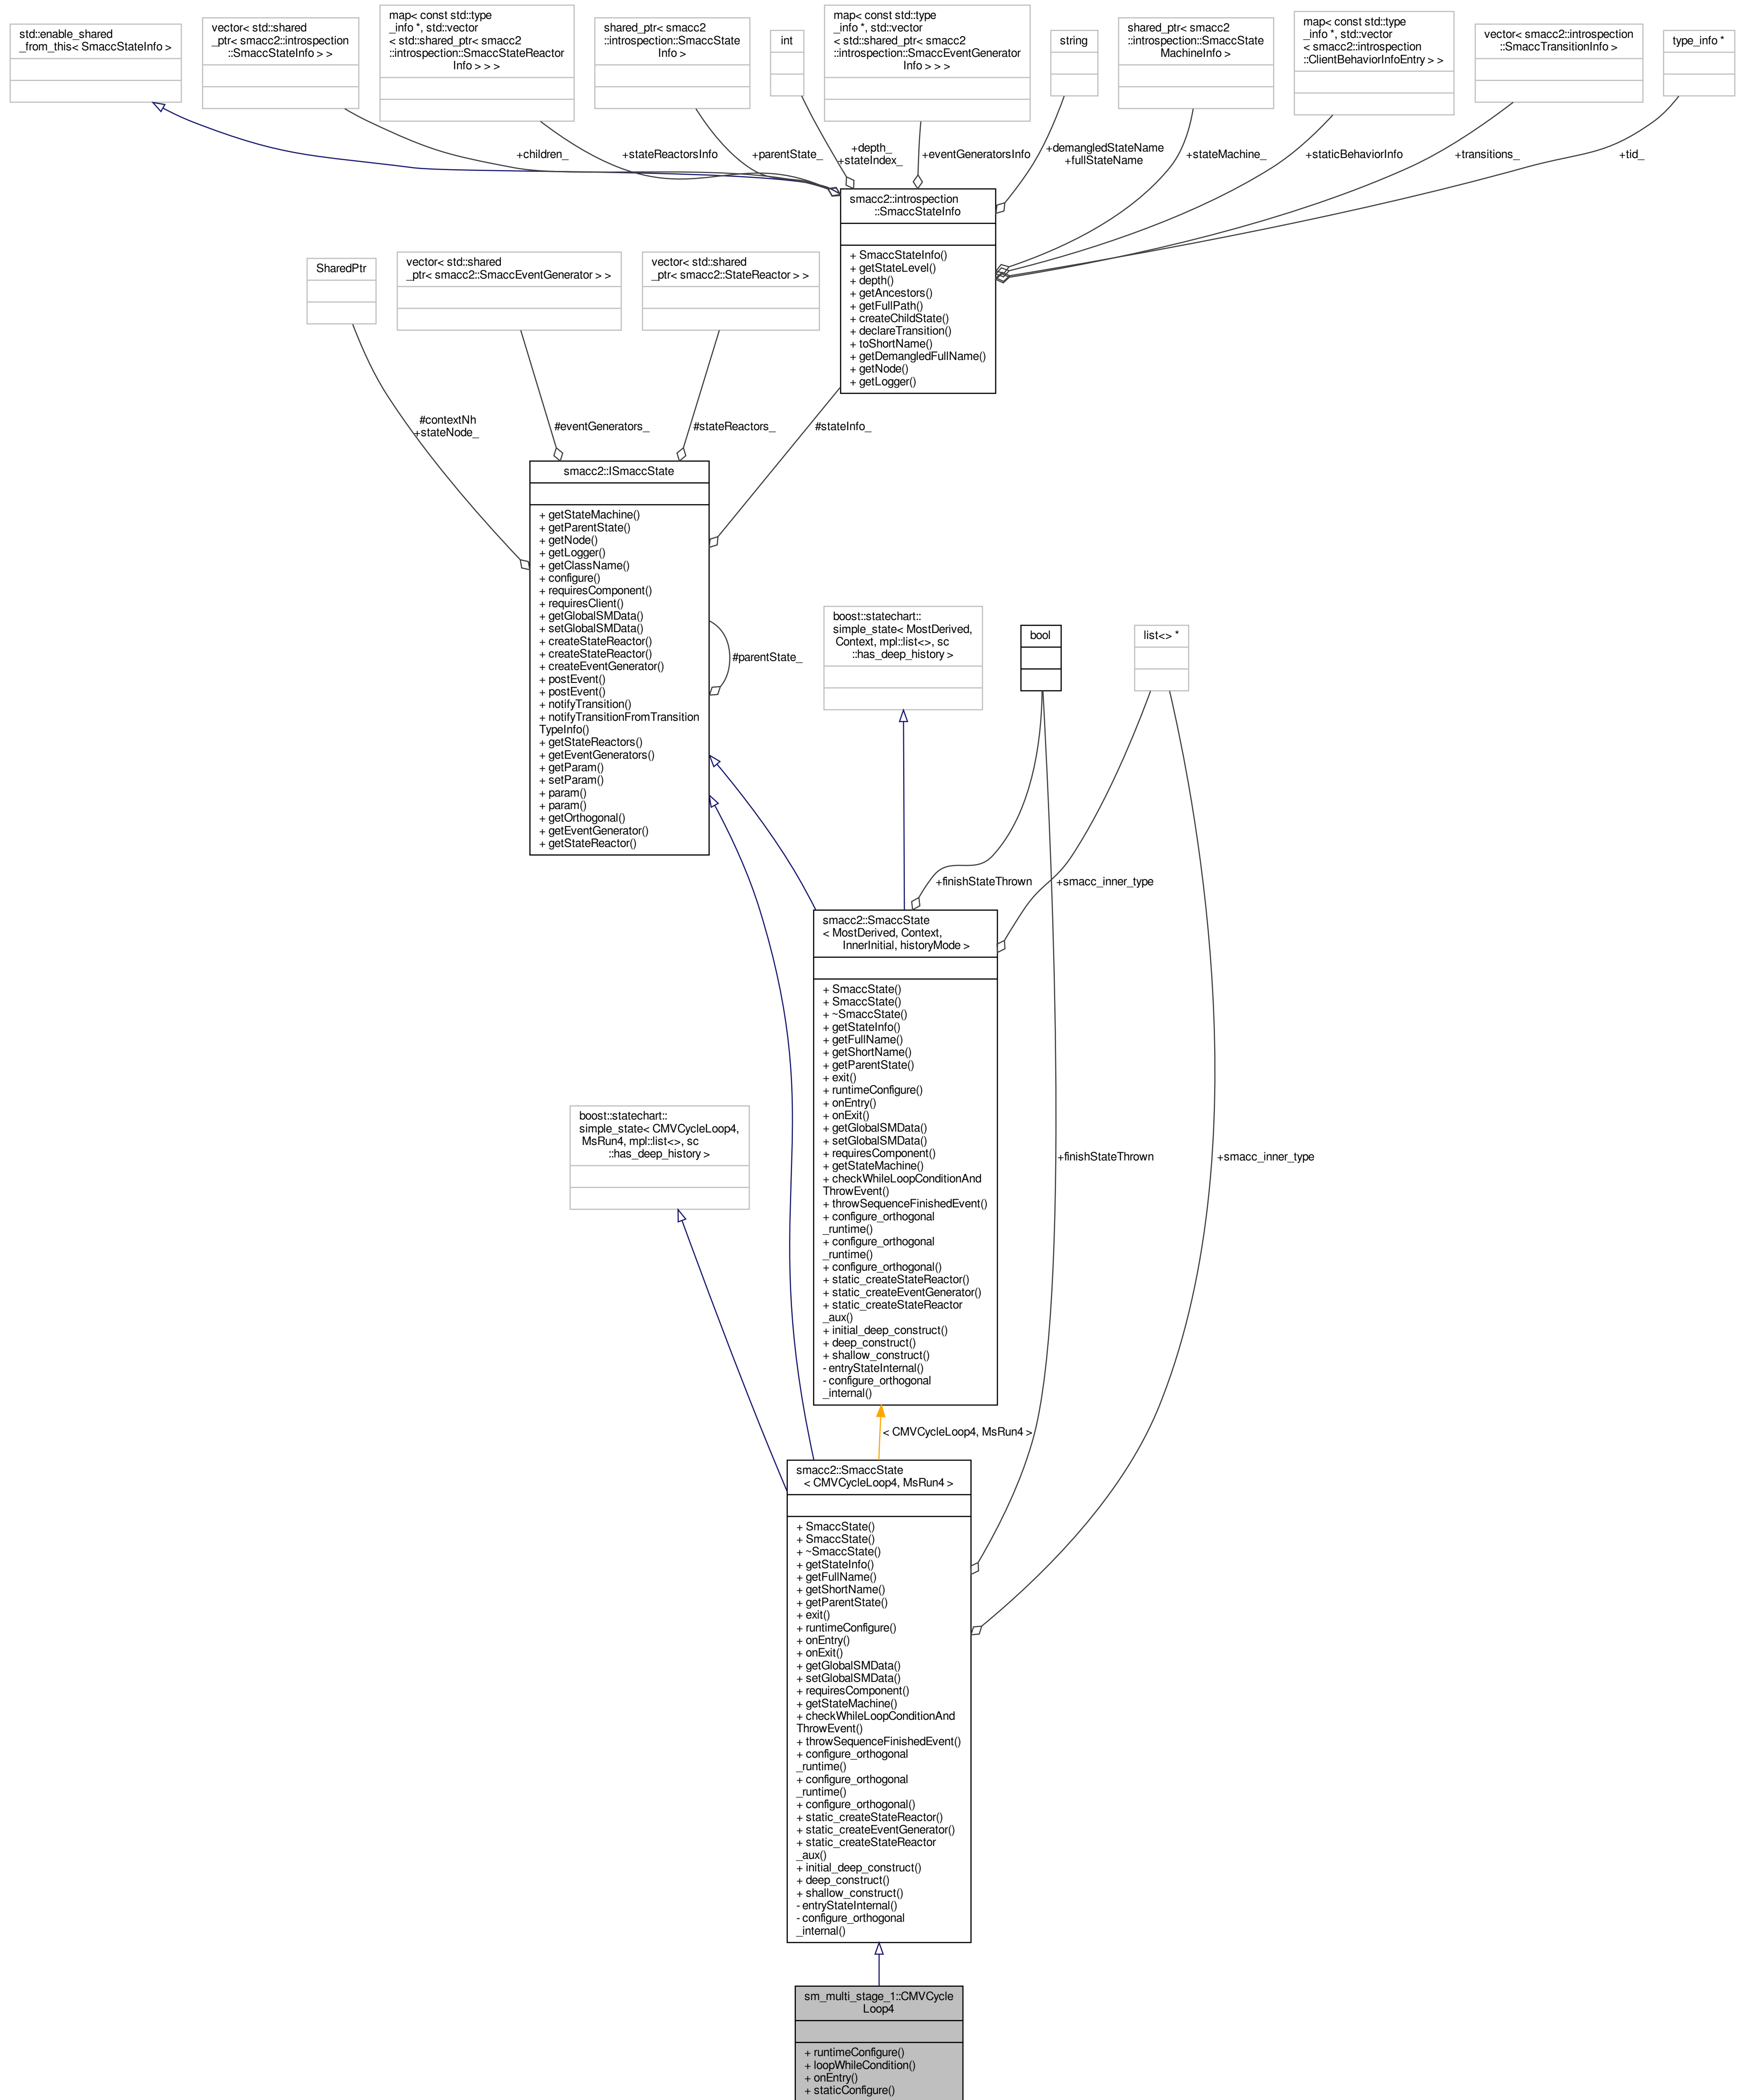 std::enable_shared
_from_this< SmaccStateInfo >
vector< std::shared
_ptr< smacc2::introspection
::SmaccStateInfo > >
map< const std::type
_info *, std::vector
< std::shared_ptr< smacc2
::introspection::SmaccStateReactor
Info > > >
shared_ptr< smacc2
::introspection::SmaccState
Info >
int
map< const std::type
_info *, std::vector
< std::shared_ptr< smacc2
::introspection::SmaccEventGenerator
Info > > >
string
shared_ptr< smacc2
::introspection::SmaccState
MachineInfo >
map< const std::type
_info *, std::vector
< smacc2::introspection
::ClientBehaviorInfoEntry > >
vector< smacc2::introspection
::SmaccTransitionInfo >
type_info *
+children_
+stateReactorsInfo
+parentState_
+depth_
+stateIndex_
+eventGeneratorsInfo
+demangledStateName
+fullStateName
+stateMachine_
+staticBehaviorInfo
+transitions_
+tid_
smacc2::introspection
::SmaccStateInfo
+ SmaccStateInfo()
+ getStateLevel()
+ depth()
+ getAncestors()
+ getFullPath()
+ createChildState()
+ declareTransition()
+ toShortName()
+ getDemangledFullName()
+ getNode()
+ getLogger()
SharedPtr
vector< std::shared
_ptr< smacc2::SmaccEventGenerator > >
vector< std::shared
_ptr< smacc2::StateReactor > >
#contextNh
+stateNode_
#eventGenerators_
#stateReactors_
#stateInfo_
smacc2::ISmaccState
+ getStateMachine()
+ getParentState()
+ getNode()
+ getLogger()
+ getClassName()
+ configure()
+ requiresComponent()
+ requiresClient()
+ getGlobalSMData()
+ setGlobalSMData()
+ createStateReactor()
+ createStateReactor()
+ createEventGenerator()
+ postEvent()
+ postEvent()
+ notifyTransition()
+ notifyTransitionFromTransition
TypeInfo()
+ getStateReactors()
+ getEventGenerators()
+ getParam()
+ setParam()
+ param()
+ param()
+ getOrthogonal()
+ getEventGenerator()
+ getStateReactor()
#parentState_
boost::statechart::
simple_state< MostDerived,
Context, mpl::list<>, sc
::has_deep_history >
bool
list<> *
+finishStateThrown
+smacc_inner_type
smacc2::SmaccState
< MostDerived, Context,
InnerInitial, historyMode >
+ SmaccState()
+ SmaccState()
+ ~SmaccState()
+ getStateInfo()
+ getFullName()
+ getShortName()
+ getParentState()
+ exit()
+ runtimeConfigure()
+ onEntry()
+ onExit()
+ getGlobalSMData()
+ setGlobalSMData()
+ requiresComponent()
+ getStateMachine()
+ checkWhileLoopConditionAnd
ThrowEvent()
+ throwSequenceFinishedEvent()
+ configure_orthogonal
_runtime()
+ configure_orthogonal
_runtime()
+ configure_orthogonal()
+ static_createStateReactor()
+ static_createEventGenerator()
+ static_createStateReactor
_aux()
+ initial_deep_construct()
+ deep_construct()
+ shallow_construct()
- entryStateInternal()
- configure_orthogonal
_internal()
boost::statechart::
simple_state< CMVCycleLoop4,
MsRun4, mpl::list<>, sc
::has_deep_history >
+finishStateThrown
+smacc_inner_type
< CMVCycleLoop4, MsRun4 >
smacc2::SmaccState
< CMVCycleLoop4, MsRun4 >
+ SmaccState()
+ SmaccState()
+ ~SmaccState()
+ getStateInfo()
+ getFullName()
+ getShortName()
+ getParentState()
+ exit()
+ runtimeConfigure()
+ onEntry()
+ onExit()
+ getGlobalSMData()
+ setGlobalSMData()
+ requiresComponent()
+ getStateMachine()
+ checkWhileLoopConditionAnd
ThrowEvent()
+ throwSequenceFinishedEvent()
+ configure_orthogonal
_runtime()
+ configure_orthogonal
_runtime()
+ configure_orthogonal()
+ static_createStateReactor()
+ static_createEventGenerator()
+ static_createStateReactor
_aux()
+ initial_deep_construct()
+ deep_construct()
+ shallow_construct()
- entryStateInternal()
- configure_orthogonal
_internal()
sm_multi_stage_1::CMVCycle
Loop4
+ runtimeConfigure()
+ loopWhileCondition()
+ onEntry()
+ staticConfigure()